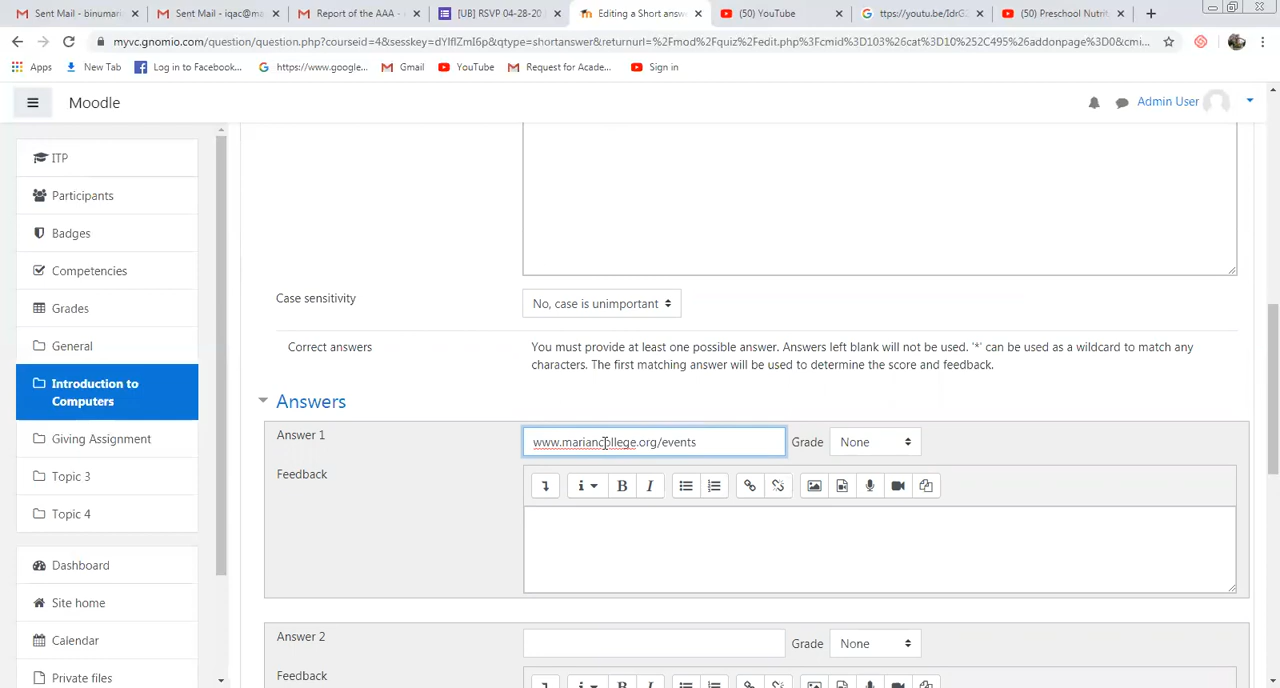 Sent Mail - binumari
Sent Mail - iqac@ma
Report of the AAA -
[UB] RSVP 04-28-20
Editing a Short answ
(50) YouTube
ttps://youtu.be/IdrG
(50) Preschool Nutri
myvc.gnomio.com/question/question.php?courseid=4&sesskey=dYIflZmI6p&qtype=shortanswer&returnurl=%2Fmod%2Fquiz%2Fedit.php%3Fcmid%3D103%26cat%3D10%252C495%26addonpage%3D0&cmi...
Apps
New Tab
Log in to Facebook...
https://www.google...
Gmail
YouTube
Request for Acade...
Sign in
Moodle
Admin User
ITP
Participants
Badges
Competencies
Grades
General
Introduction to
Computers
Giving Assignment
Topic 3
Topic 4
Dashboard
Site home
Calendar
Private files
Case sensitivity
No, case is unimportant
Correct answers
You must provide at least one possible answer. Answers left blank will not be used. '*' can be used as a wildcard to match any
characters. The first matching answer will be used to determine the score and feedback.
Answers
Answer 1
www.mariancollege.org/events
Grade
None
Feedback
i
B
I
Answer 2
Grade
None
Feedback